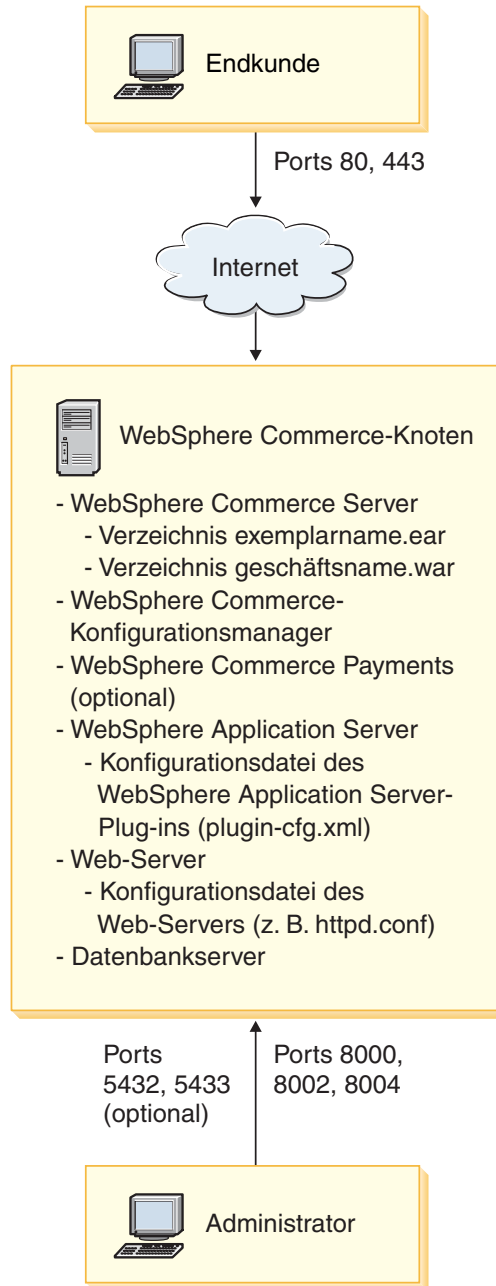 Endkunde
Ports 80, 443
Internet
WebSphere Commerce-Knoten
- WebSphere Commerce Server
- Verzeichnis exemplarname.ear
- Verzeichnis geschäftsname.war
- WebSphere Commerce-
Konfigurationsmanager
- WebSphere Commerce Payments
(optional)
- WebSphere Application Server
- Konfigurationsdatei des
WebSphere Application Server-
Plug-ins (plugin-cfg.xml)
- Web-Server
- Konfigurationsdatei des
Web-Servers (z. B. httpd.conf)
- Datenbankserver
Ports
5432, 5433
(optional)
Ports 8000,
8002, 8004
Administrator